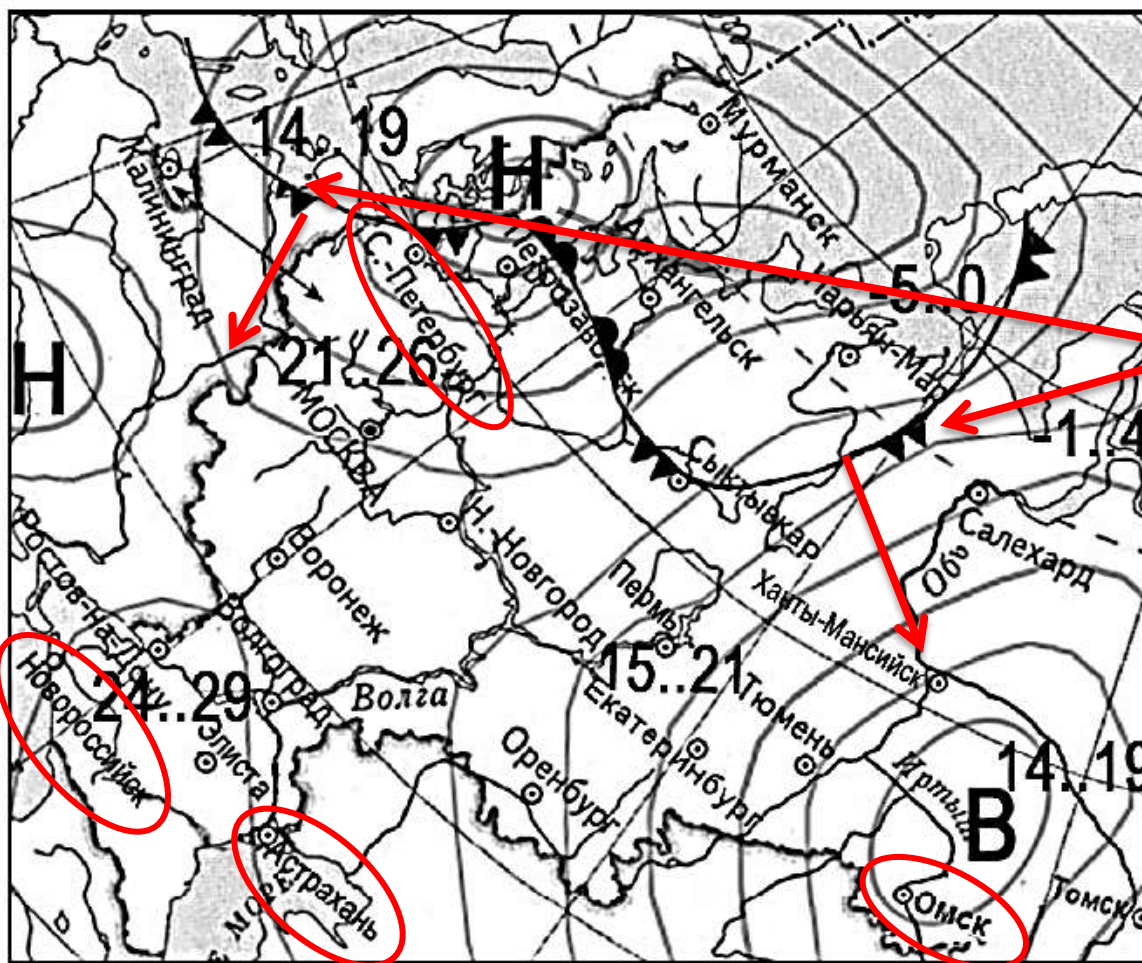 14..19
Н
Мурманск
Калининград
С.-Петербург
Петрозаводск
Архангельск
-5..0
Нарьян-Мар
Н
21..26
МОСКВА
-1..4
Сыктывкар
Салехард
Обь
Н.-Новгород
Воронеж
Пермь
Ханты-Мансийск
Ростов-на-Дону
Волгоград
Новороссийск
24..29
Волга
15..21
Екатеринбург
Тюмень
Элиста
Оренбург
Иртыш
14..19
В
Астрахань
Омск
Томск